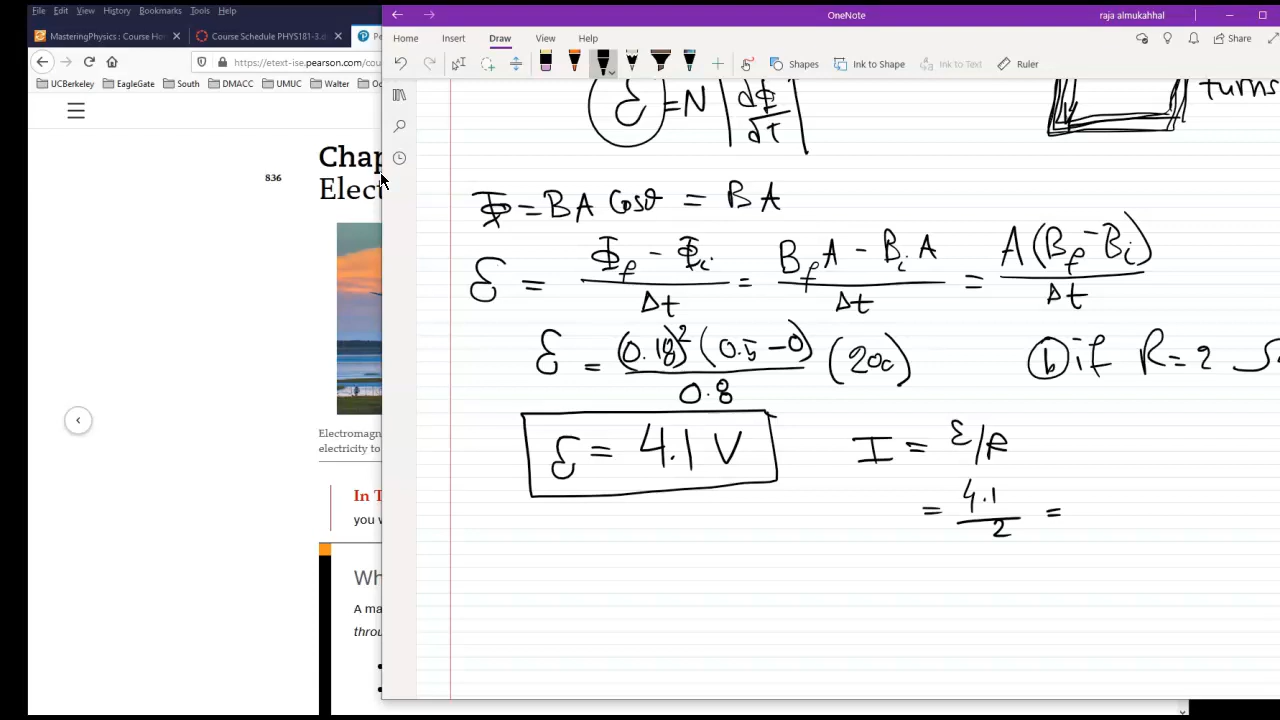 File Edit View History Bookmarks Tools Help
MasteringPhysics : Course Ho
Course Schedule PHYS181-3.d
https://etext-ise.pearson.com/cou
UCBerkeley EagleGate South DMACC UMUC Walter
836
Chap
Elect
Electromagn
electricity to
In T
you w
Wh
A ma
throu
OneNote
raja almukahhal
Home Insert Draw View Help
Share
Shapes Ink to Shape Ink to Text Ruler
ℰ = N |dΦ/dt|
turns
Φ = BA Cosθ = BA
ℰ = (Φf - Φi)/Δt = (BfA - BiA)/Δt = A(Bf - Bi)/Δt
ℰ = (0.18)² (0.5 - 0)/0.8 (200)
ⓑ if R = 2
ℰ = 4.1 V
I = ℰ/R
= 4.1/2 =